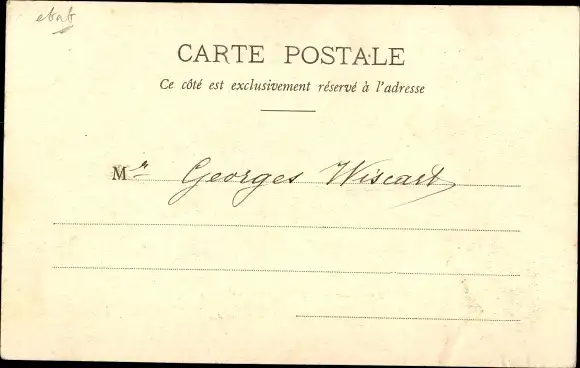 CARTE POSTALE
Ce côté est exclusivement réservé à l'adresse
Mr Georges Wiscart